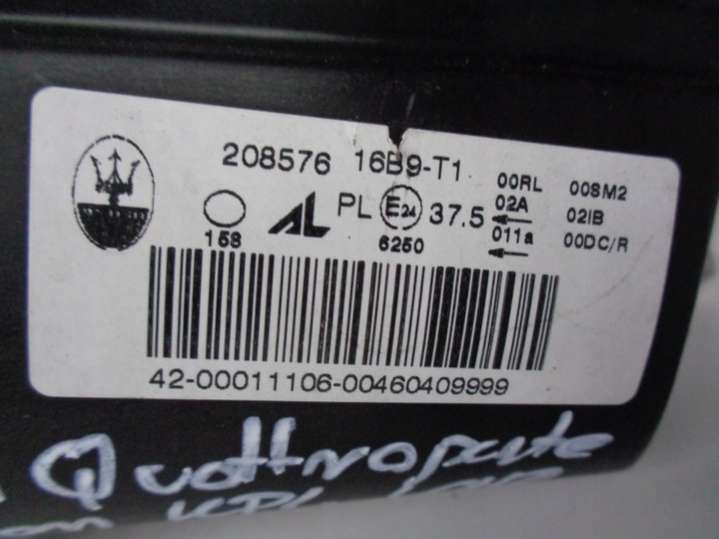 208576 16B9-T1
00RL 00SM2
02A 02IB
011a 00DC/R
158 AL PL E24 37.5
6250
42-00011106-00460409999
Quattroporte